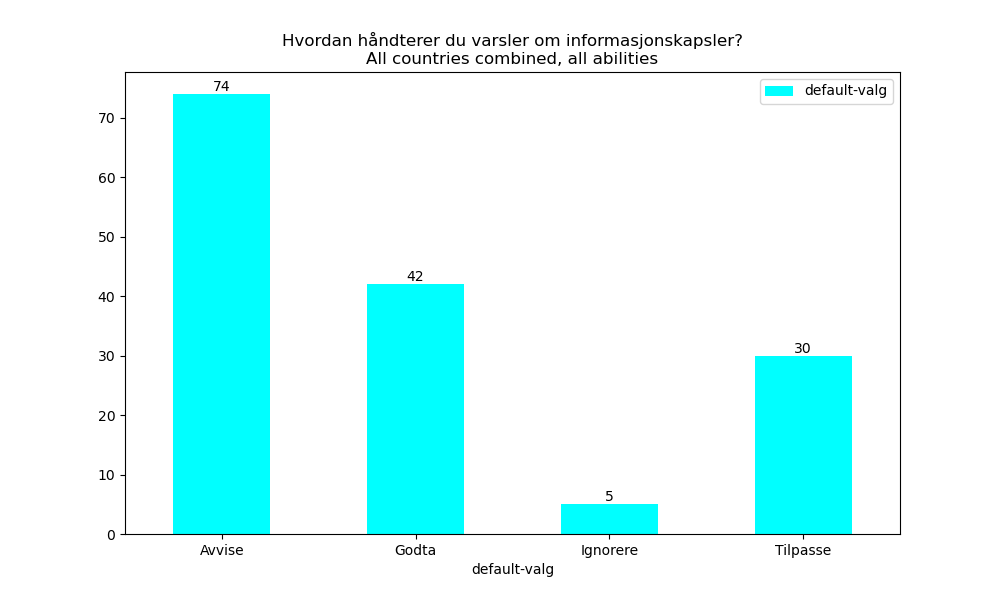 Hvordan håndterer du varsler om informasjonskapsler?
All countries combined, all abilities
default-valg
74
42
5
30
70
60
50
40
30
20
10
0
Avvise
Godta
Ignorere
Tilpasse
default-valg